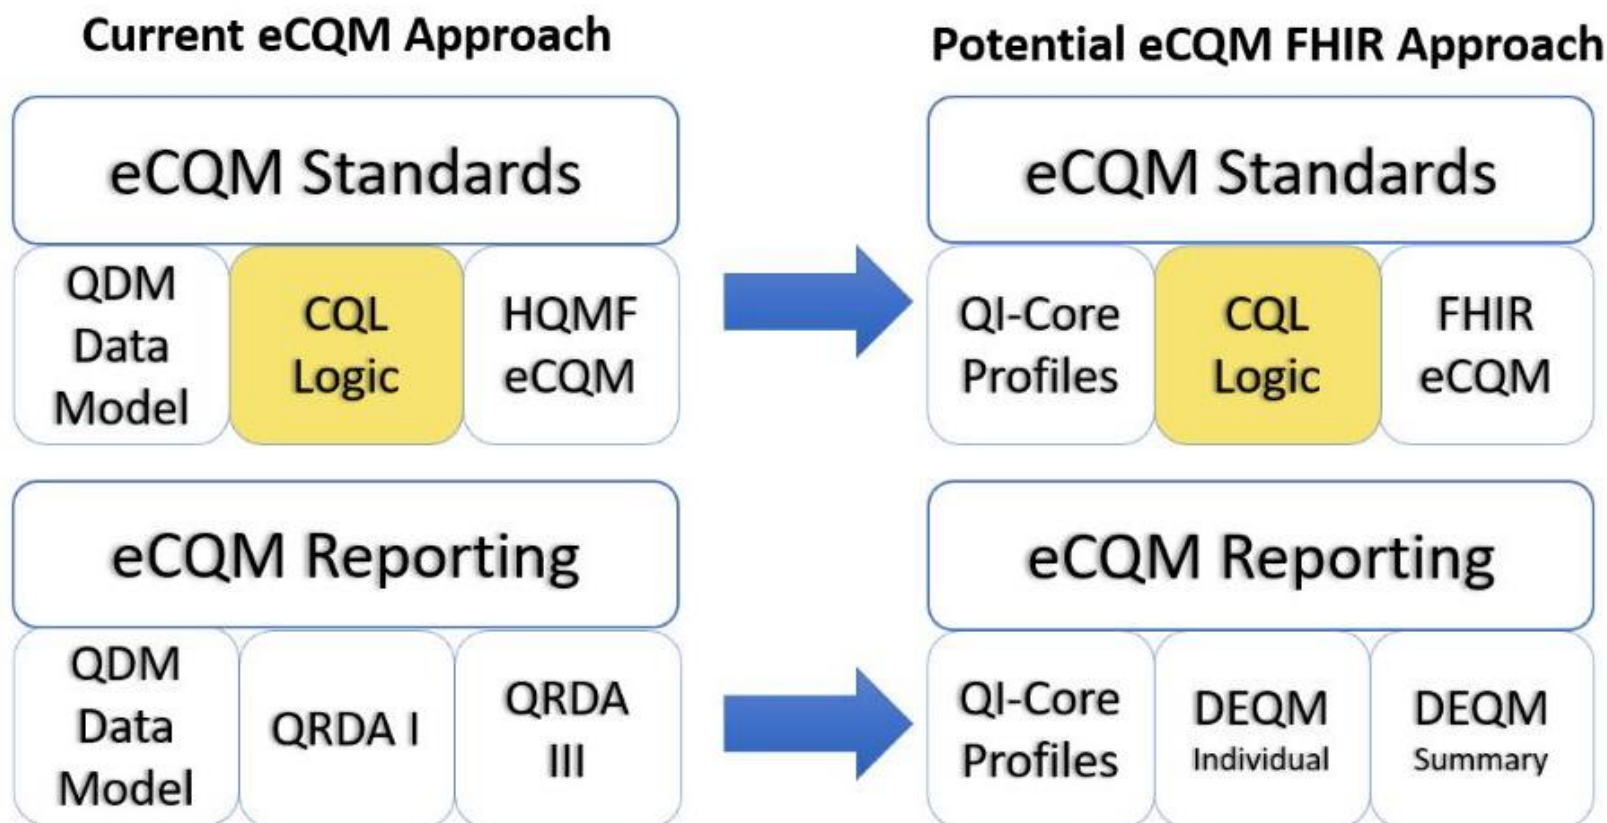 Current eCQM Approach
eCQM Standards
QDM
Data
Model
CQL
Logic
HQMF
eCQM
eCQM Reporting
QDM
Data
Model
QRDA I
QRDA
III
Potential eCQM FHIR Approach
eCQM Standards
QI-Core
Profiles
CQL
Logic
FHIR
eCQM
eCQM Reporting
QI-Core
Profiles
DEQM
Individual
DEQM
Summary